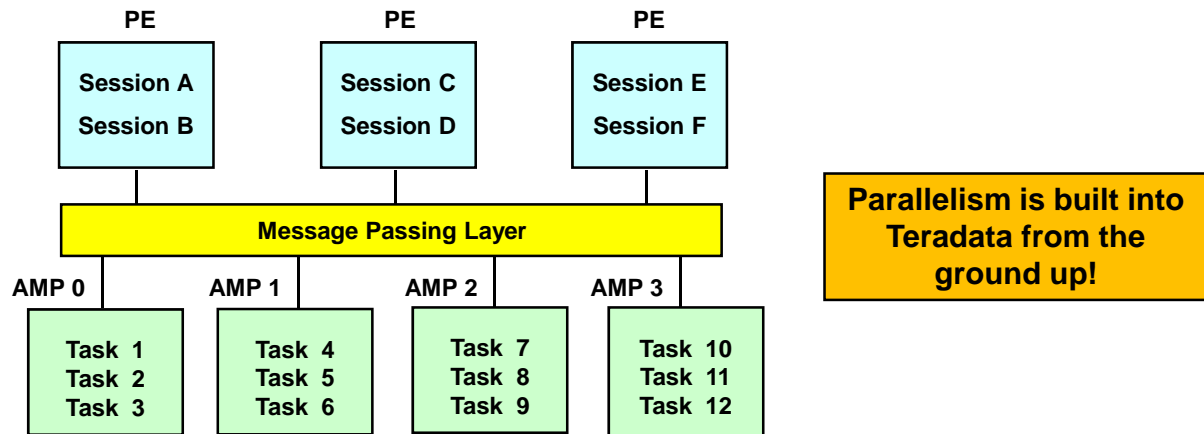 PE
PE
PE
Session A
Session B
Session C
Session D
Session E
Session F
Message Passing Layer
Parallelism is built into
Teradata from the
ground up!
AMP 0
AMP 1
AMP 2
AMP 3
Task 1
Task 2
Task 3
Task 4
Task 5
Task 6
Task 7
Task 8
Task 9
Task 10
Task 11
Task 12